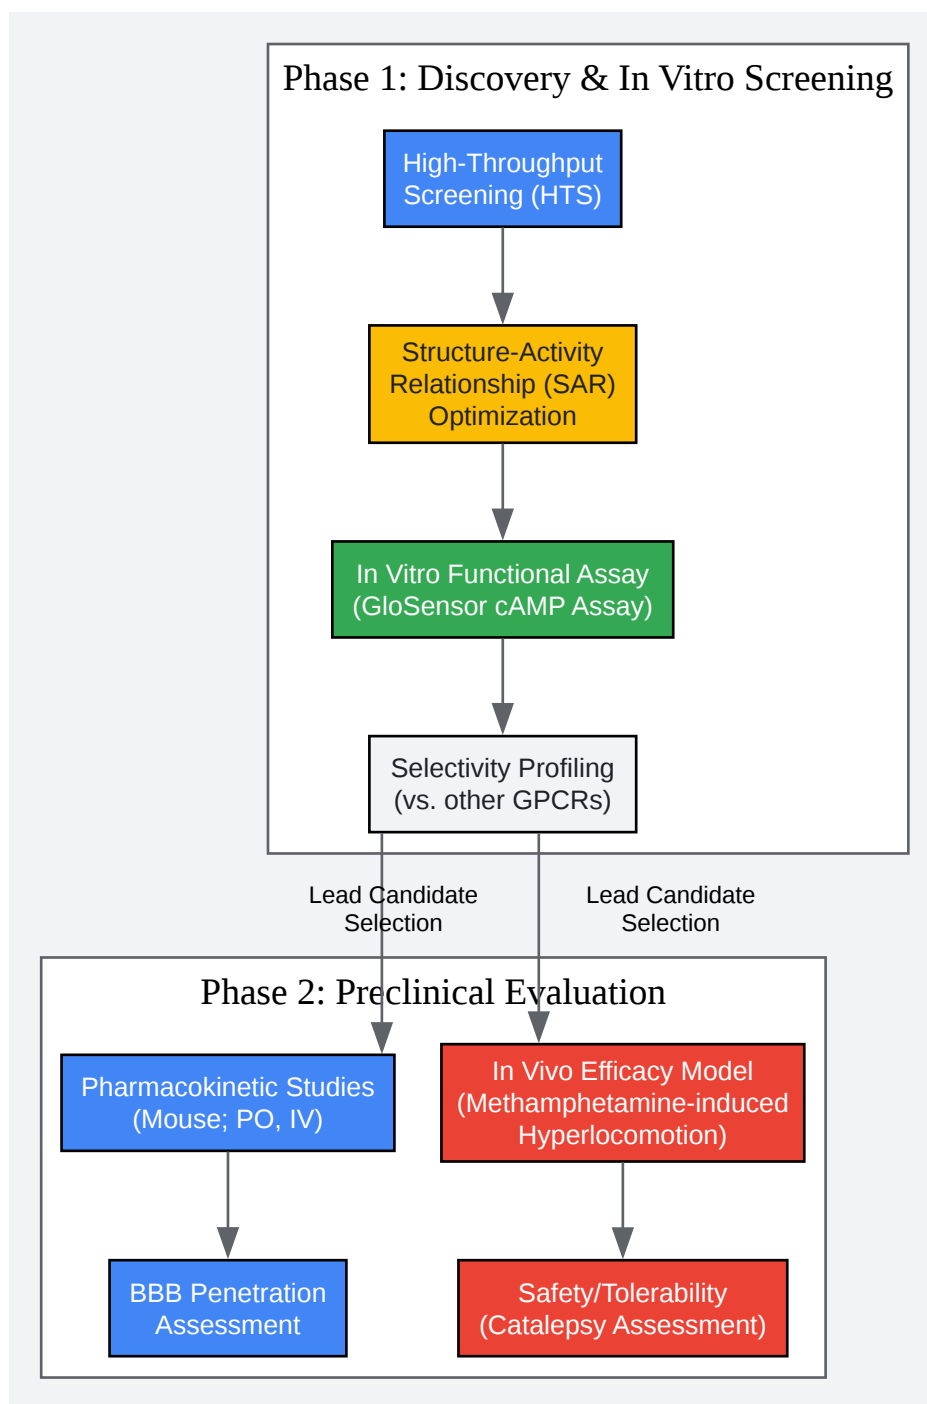 Phase 1: Discovery & In Vitro Screening
High-Throughput
Screening (HTS)
Structure-Activity
Relationship (SAR)
Optimization
In Vitro Functional Assay
(GloSensor cAMP Assay)
Selectivity Profiling
(vs. other GPCRs)
Lead Candidate
Selection
Lead Candidate
Selection
Phase 2: Preclinical Evaluation
Pharmacokinetic Studies
(Mouse; PO, IV)
In Vivo Efficacy Model
(Methamphetamine-induced
Hyperlocomotion)
BBB Penetration
Assessment
Safety/Tolerability
(Catalepsy Assessment)